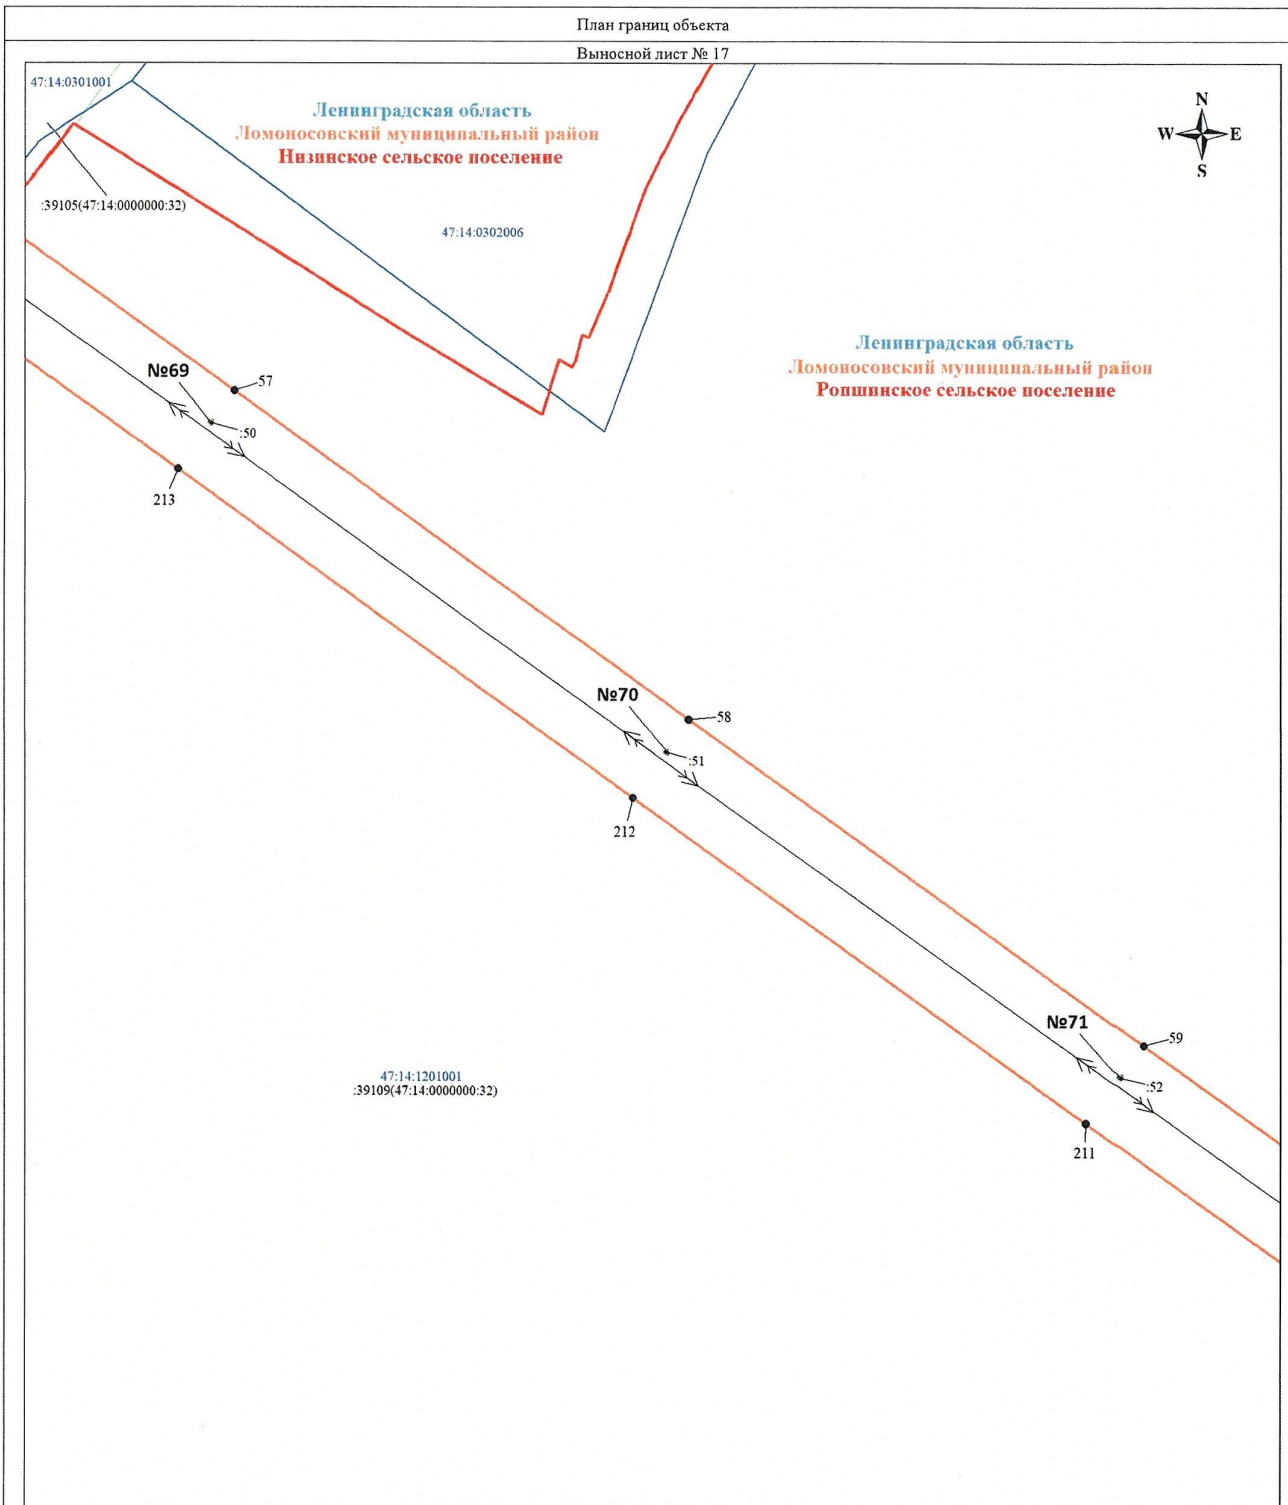 План границ объекта
Выносной лист № 17
47:14:0301001
Ленинградская область
Ломоносовский муниципальный район
Низинское сельское поселение
N
W E
S
:39105(47:14:0000000:32)
47:14:0302006
Ленинградская область
Ломоносовский муниципальный район
Ропшинское сельское поселение
№69
57
:50
213
№70
58
:51
212
№71
59
:52
211
47:14:1201001
:39109(47:14:0000000:32)